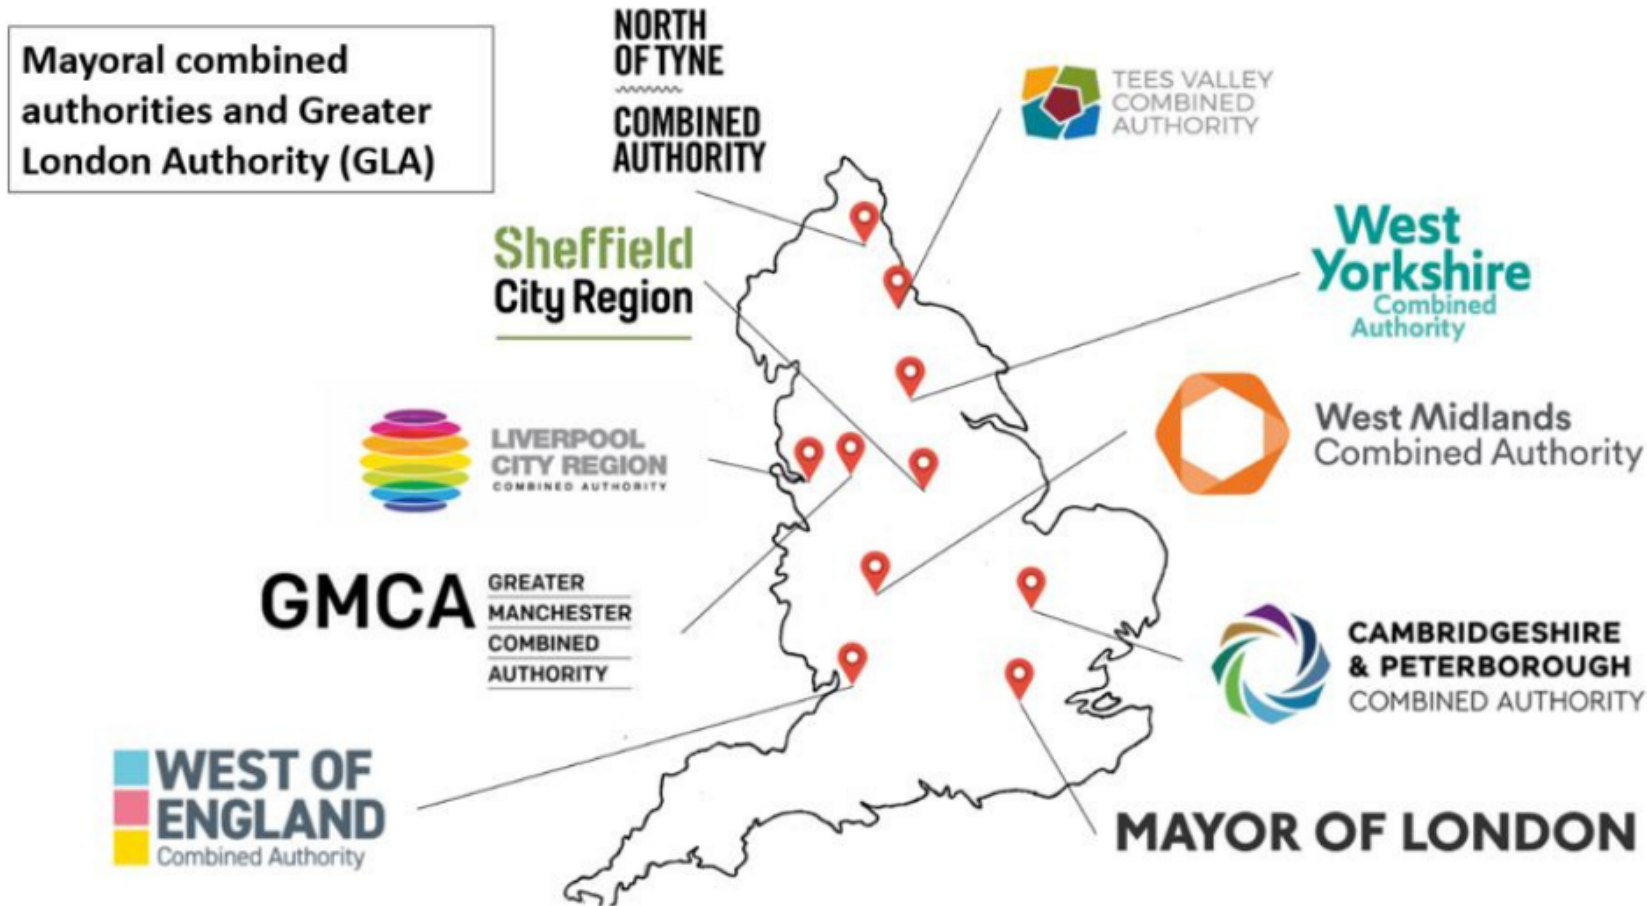 Mayoral combined
authorities and Greater
London Authority (GLA)
NORTH
OF TYNE
COMBINED
AUTHORITY
TEES VALLEY
COMBINED
AUTHORITY
Sheffield
City Region
West
Yorkshire
Combined
Authority
LIVERPOOL
CITY REGION
COMBINED AUTHORITY
West Midlands
Combined Authority
GMCA
GREATER
MANCHESTER
COMBINED
AUTHORITY
CAMBRIDGESHIRE
& PETERBOROUGH
COMBINED AUTHORITY
WEST OF
ENGLAND
Combined Authority
MAYOR OF LONDON